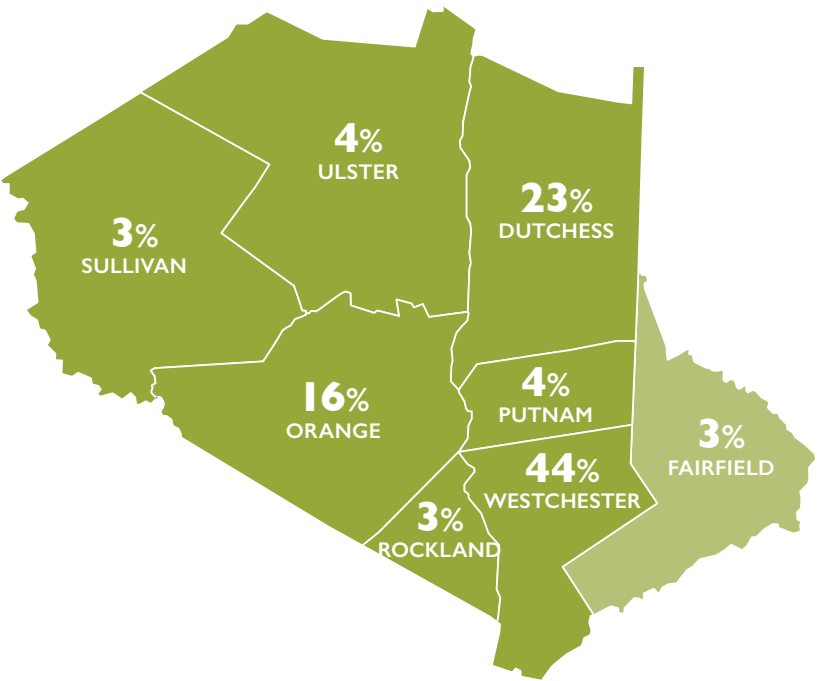 4%
ULSTER
23%
DUTCHESS
3%
SULLIVAN
4%
PUTNAM
16%
ORANGE
3%
FAIRFIELD
44%
WESTCHESTER
3%
ROCKLAND